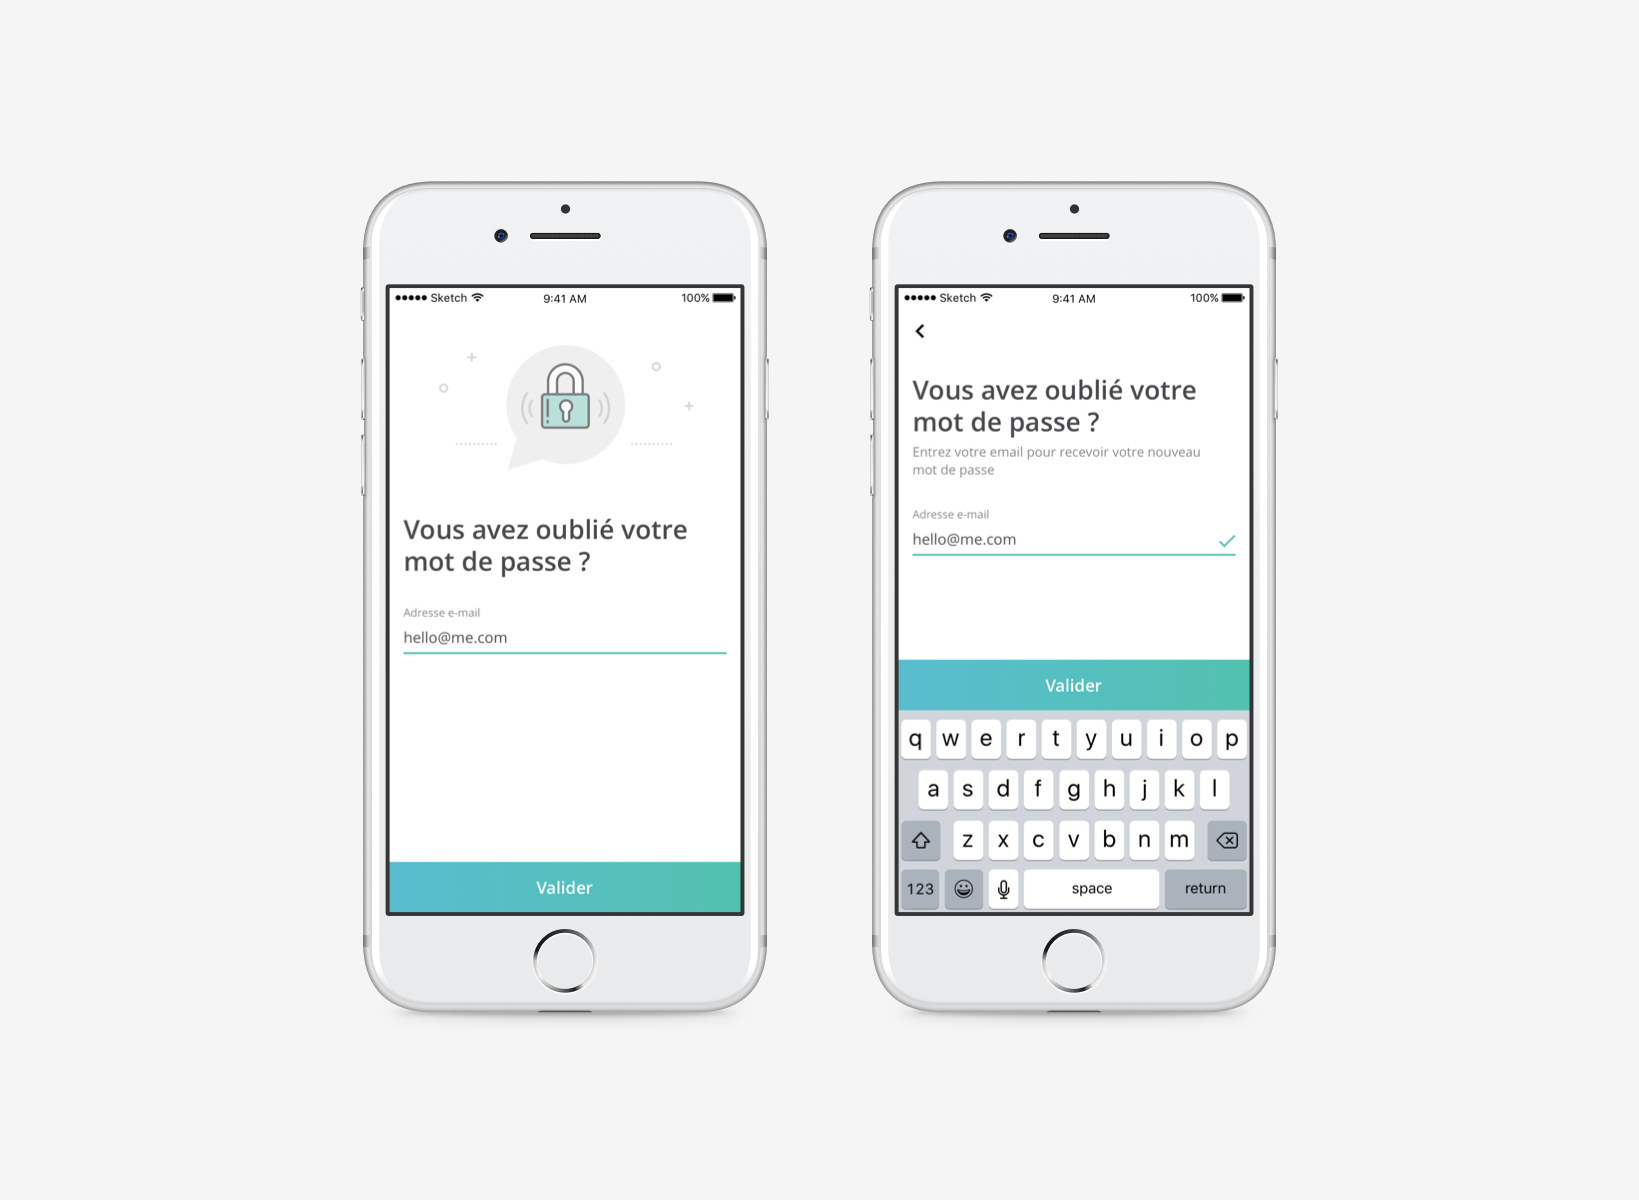 Sketch 9:41 AM 100%
Vous avez oublié votre
mot de passe ?
Adresse e-mail
hello@me.com
Valider
Sketch 9:41 AM 100%
Vous avez oublié votre
mot de passe ?
Entrez votre email pour recevoir votre nouveau
mot de passe
Adresse e-mail
hello@me.com
Valider
q w e r t y u i o p
a s d f g h j k l
z x c v b n m
123 space return